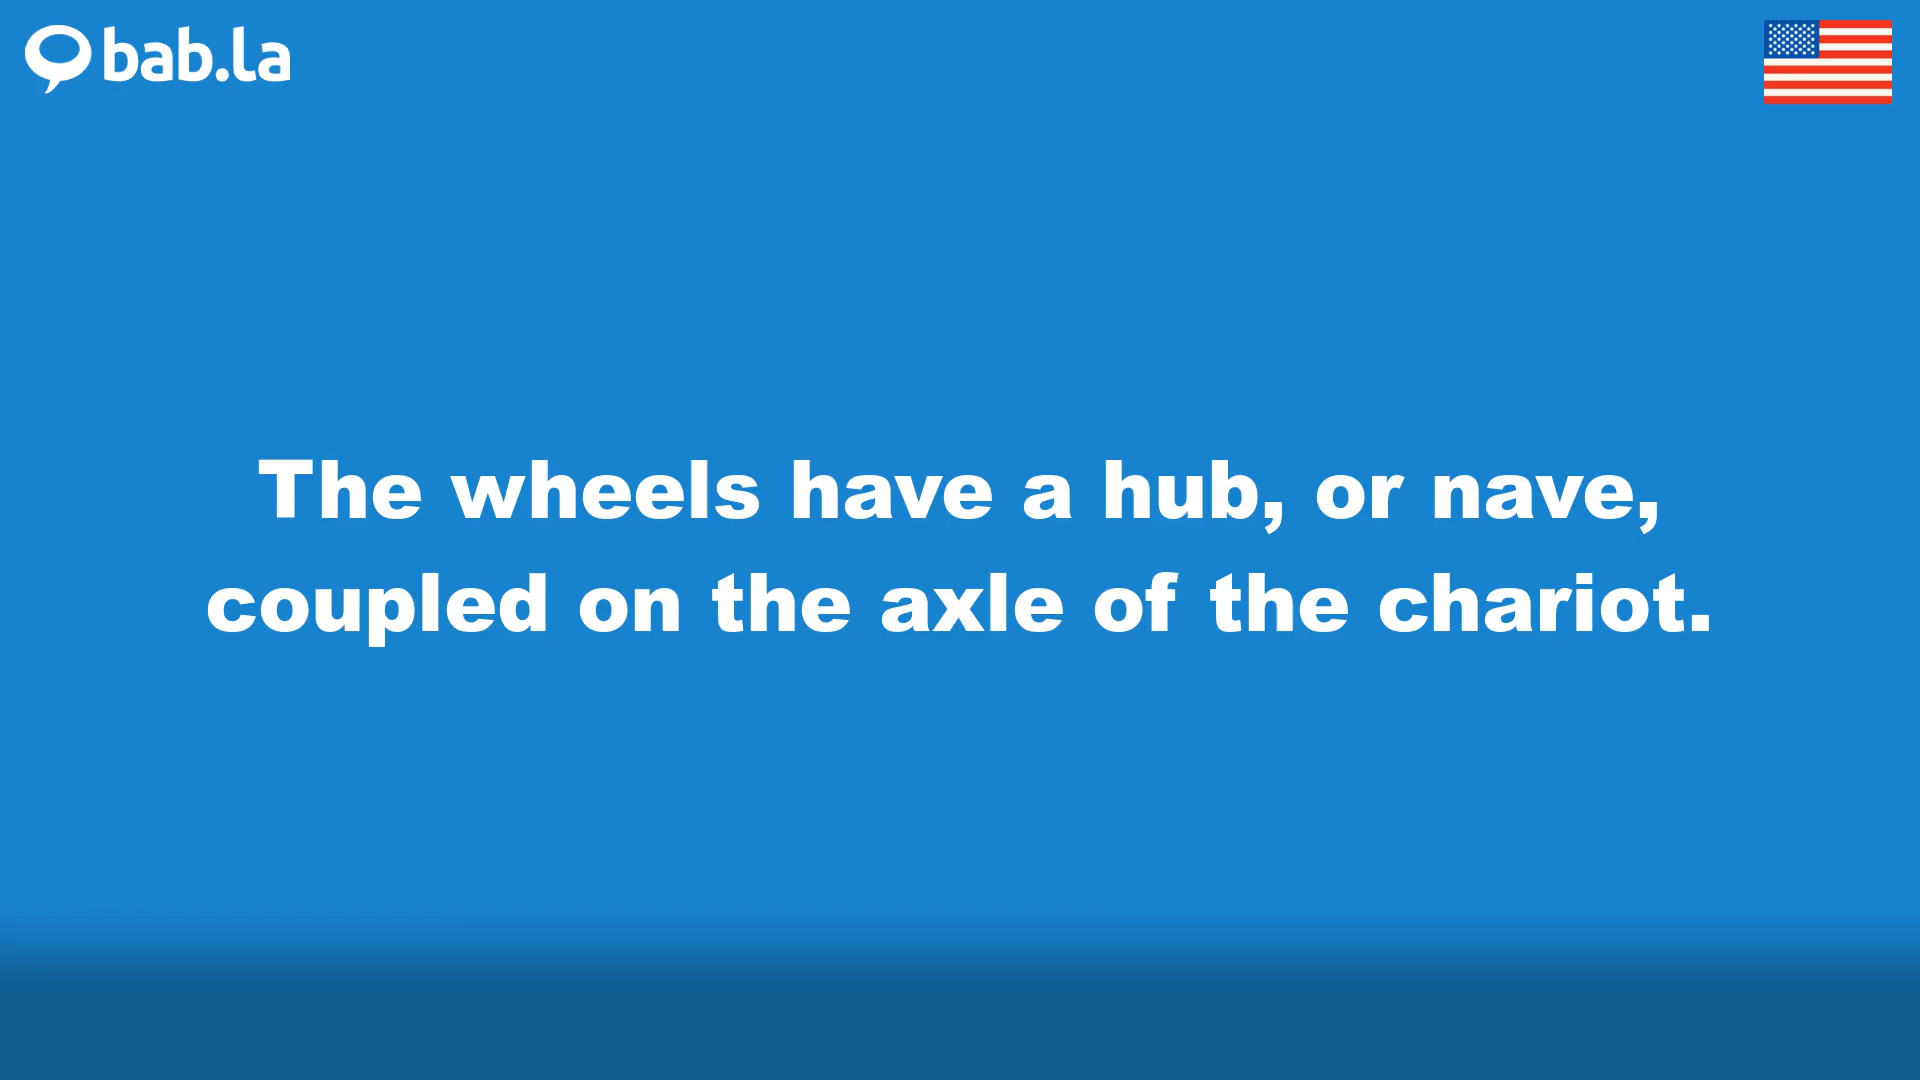 bab.la
The wheels have a hub, or nave,
coupled on the axle of the chariot.